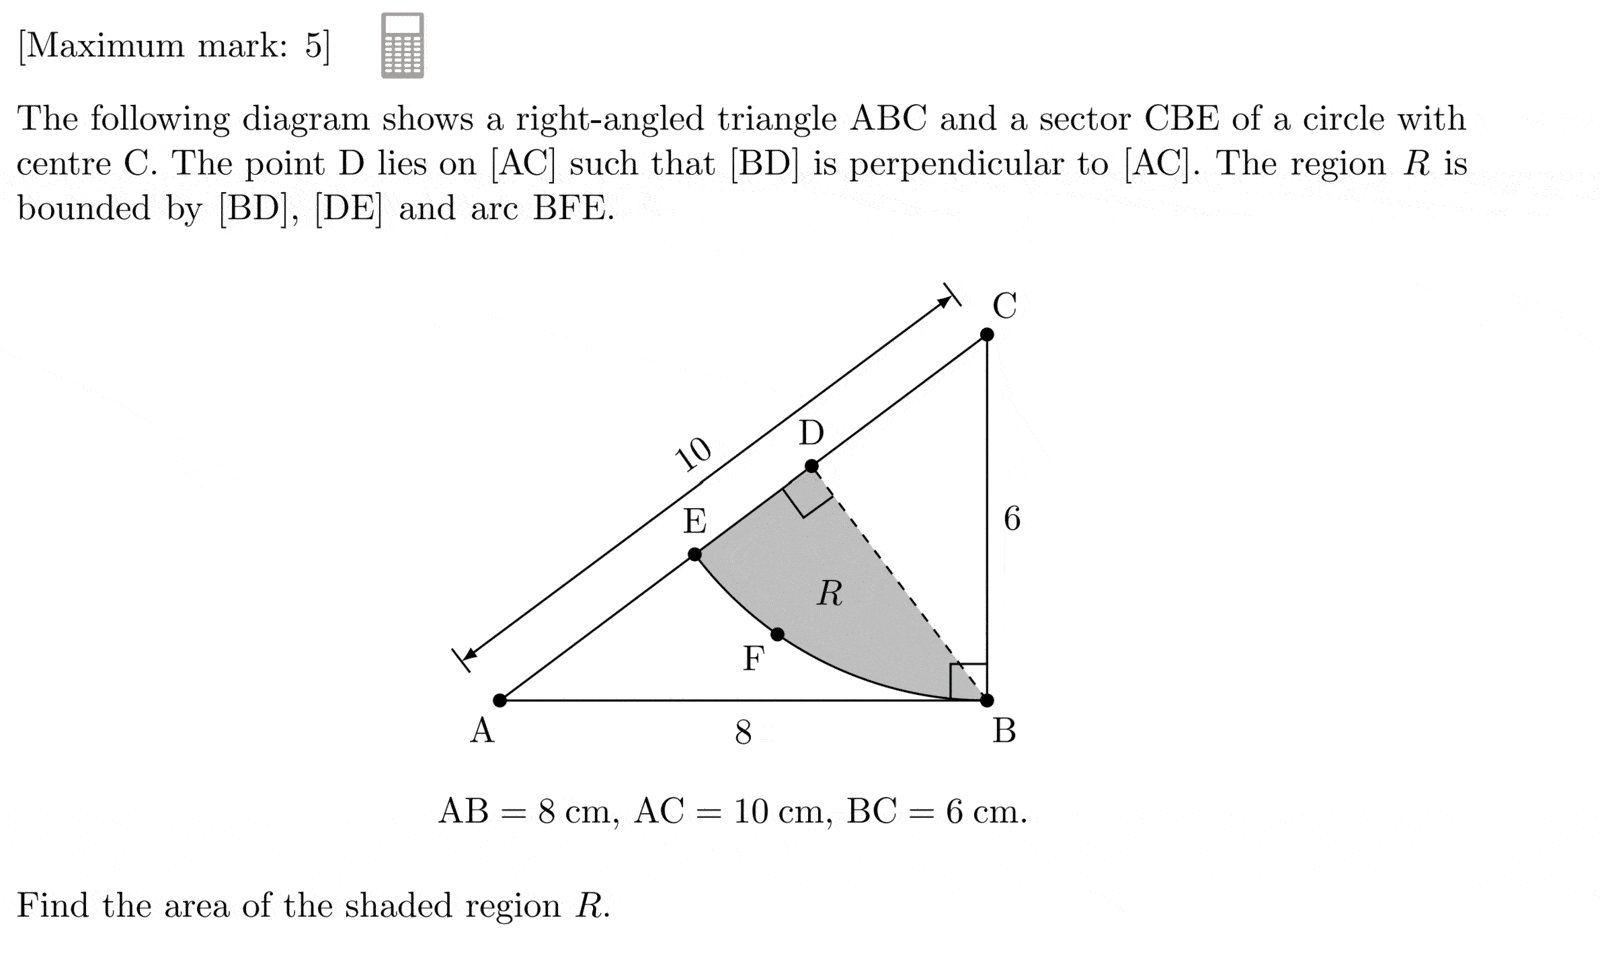 [Maximum mark: 5]
The following diagram shows a right-angled triangle ABC and a sector CBE of a circle with
centre C. The point D lies on [AC] such that [BD] is perpendicular to [AC]. The region R is
bounded by [BD], [DE] and arc BFE.
C
D
10
E
6
R
F
A
8
B
AB = 8 cm, AC = 10 cm, BC = 6 cm.
Find the area of the shaded region R.